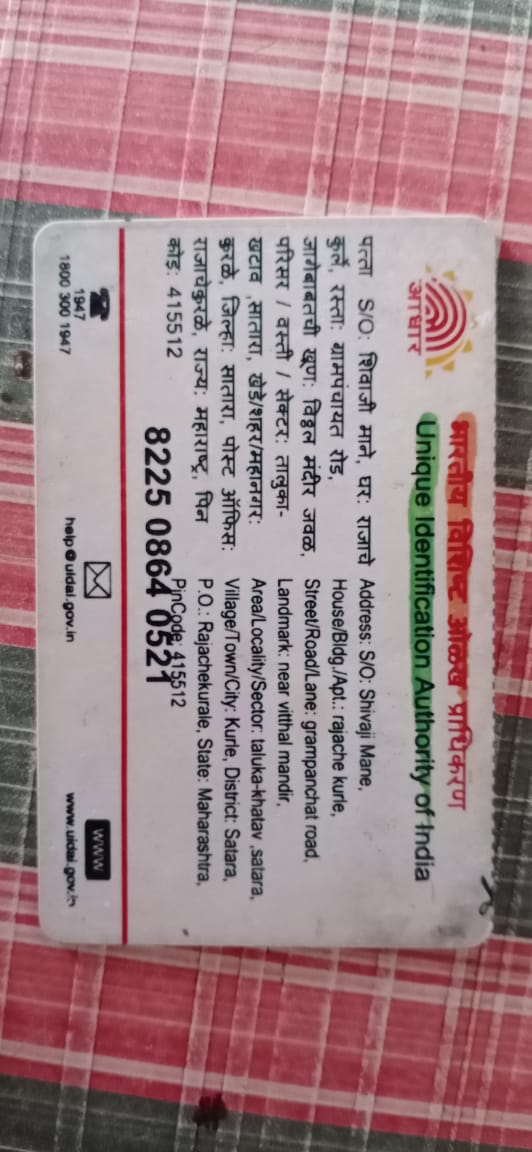 भारतीय विशिष्ट ओळख प्राधिकरण
Unique Identification Authority of India
आधार
पत्ता S/O: शिवाजी माने, घर: राजाचे
कुर्ले, रस्ता: ग्रामपंचायत रोड,
जागेबाबतची खूण: विठ्ठल मंदीर जवळ,
परिसर / वस्ती / सेक्टर: तालुका-
खटाव ,सातारा, खेडे/शहर/महानगर:
कुरळे, जिल्हा: सातारा, पोस्ट ऑफिस:
राजाचेकुरळे, राज्य: महाराष्ट्र, पिन
कोड: 415512
Address: S/O: Shivaji Mane,
House/Bldg./Apt.: rajache kurle,
Street/Road/Lane: grampanchat road,
Landmark: near vitthal mandir,
Area/Locality/Sector: taluka-khatav ,satara,
Village/Town/City: Kurle, District: Satara,
P.O.: Rajachekurale, State: Maharashtra,
PinCode: 415512
8225 0864 0521
1947
1800 300 1947
help@uidai.gov.in
www
www.uidai.gov.in